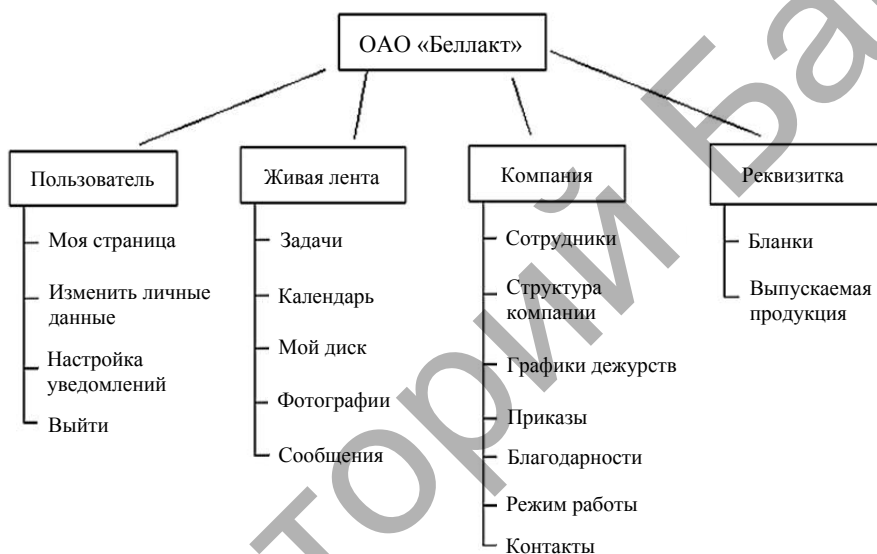 ОАО «Беллакт»
Пользователь
Моя страница
Изменить личные
данные
Настройка
уведомлений
Выйти
Живая лента
Задачи
Календарь
Мой диск
Фотографии
Сообщения
Компания
Сотрудники
Структура
компании
Графики дежурств
Приказы
Благодарности
Режим работы
Контакты
Реквизитка
Бланки
Выпускаемая
продукция